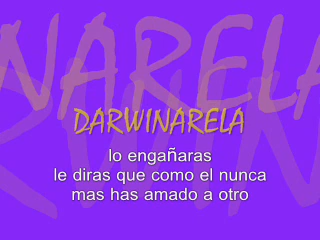 DARWINARELA
lo engañaras
le diras que como el nunca
mas has amado a otro